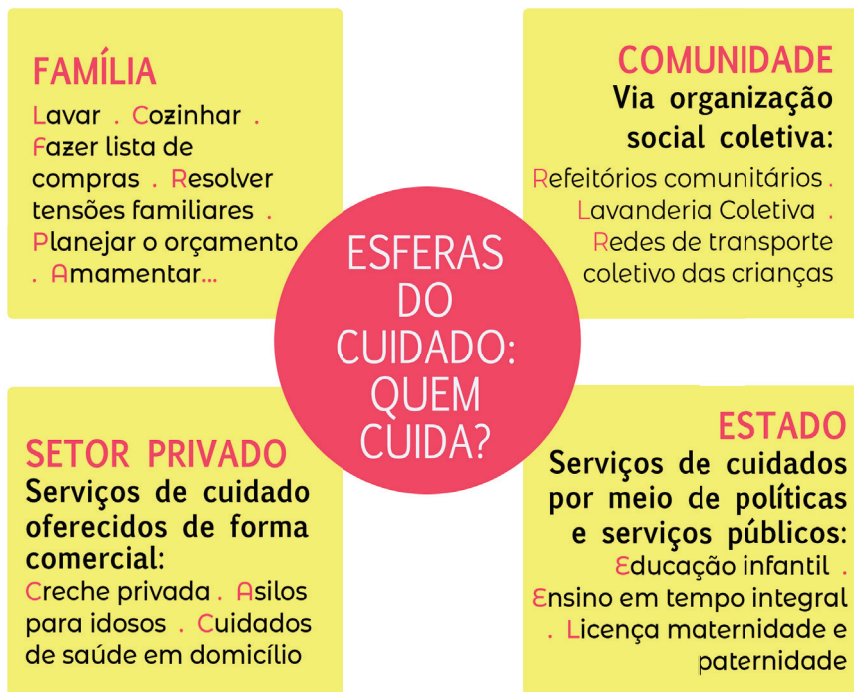 FAMÍLIA
Lavar . Cozinhar .
Fazer lista de
compras . Resolver
tensões familiares .
Planejar o orçamento
. Amamentar...
COMUNIDADE
Via organização
social coletiva:
Refeitórios comunitários .
Lavanderia Coletiva .
Redes de transporte
coletivo das crianças
ESFERAS
DO
CUIDADO:
QUEM
CUIDA?
SETOR PRIVADO
Serviços de cuidado
oferecidos de forma
comercial:
Creche privada . Asilos
para idosos . Cuidados
de saúde em domicílio
ESTADO
Serviços de cuidados
por meio de políticas
e serviços públicos:
Educação infantil .
Ensino em tempo integral
. Licença maternidade e
paternidade